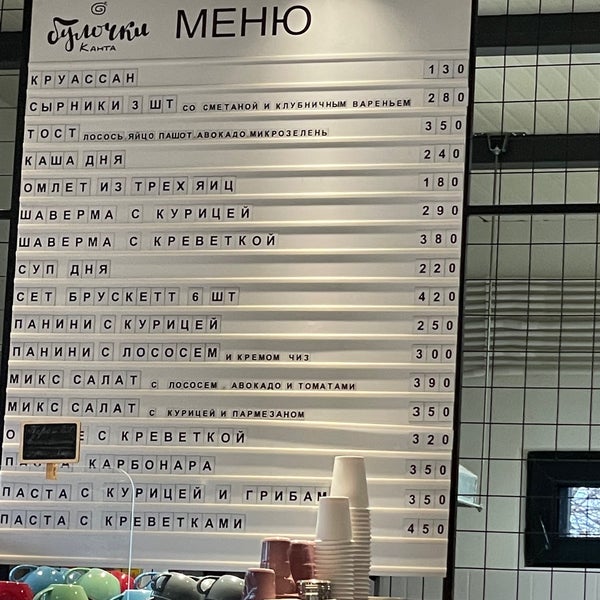 булочки
Канта
МЕНЮ
КРУАССАН 130
СЫРНИКИ 3 ШТ СО СМЕТАНОЙ И КЛУБНИЧНЫМ ВАРЕНЬЕМ 280
ТОСТ ЛОСОСЬ ЯЙЦО ПАШОТ АВОКАДО МИКРОЗЕЛЕНЬ 350
КАША ДНЯ 240
ОМЛЕТ ИЗ ТРЕХ ЯИЦ 180
ШАВЕРМА С КУРИЦЕЙ 290
ШАВЕРМА С КРЕВЕТКОЙ 380
СУП ДНЯ 220
СЕТ БРУСКЕТТ 6 ШТ 420
ПАНИНИ С КУРИЦЕЙ 250
ПАНИНИ С ЛОСОСЕМ И КРЕМОМ ЧИЗ 300
МИКС САЛАТ С ЛОСОСЕМ , АВОКАДО И ТОМАТАМИ 390
МИКС САЛАТ С КУРИЦЕЙ И ПАРМЕЗАНОМ 350
С КРЕВЕТКОЙ 320
ПАСТА КАРБОНАРА 350
ПАСТА С КУРИЦЕЙ И ГРИБАМ 350
ПАСТА С КРЕВЕТКАМИ 450